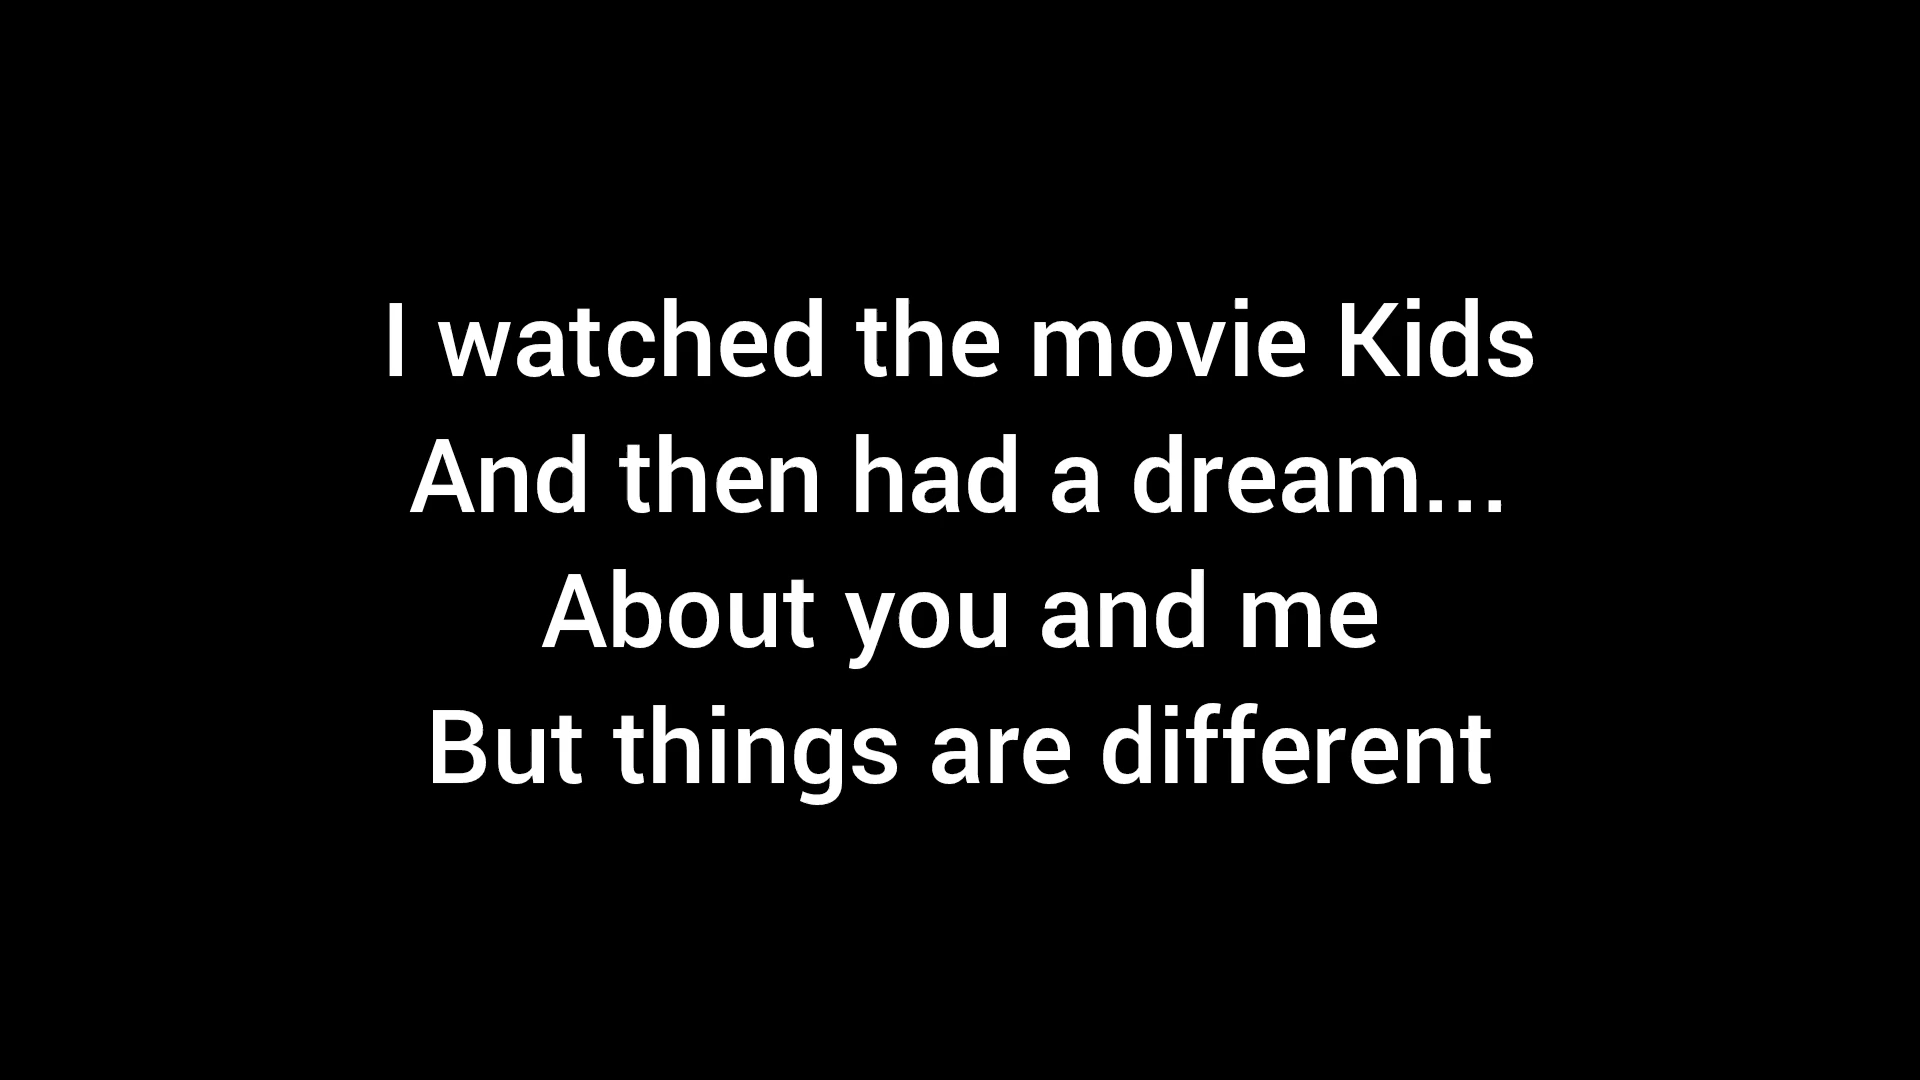 I watched the movie Kids
And then had a dream...
About you and me
But things are different